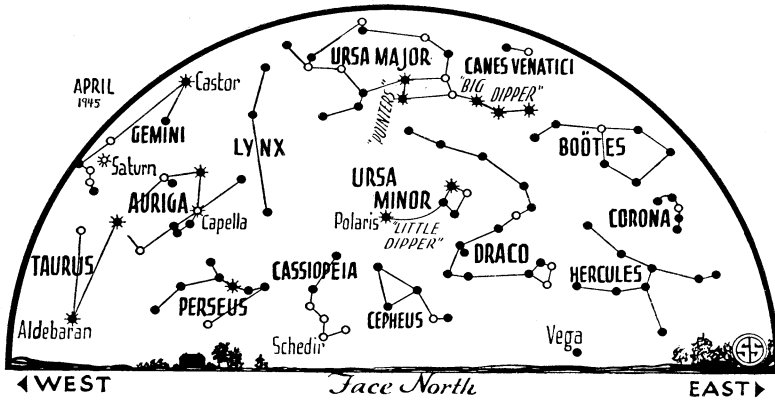 URSA MAJOR
CANES VENATICI
APRIL
1945
Castor
"POINTERS"
"BIG DIPPER"
GEMINI
LYNX
BOÖTES
Saturn
URSA
MINOR
AURIGA
Capella
Polaris
"LITTLE
DIPPER"
CORONA
TAURUS
DRACO
CASSIOPEIA
HERCULES
PERSEUS
CEPHEUS
Aldebaran
Schedir
Vega
WEST
Face North
EAST